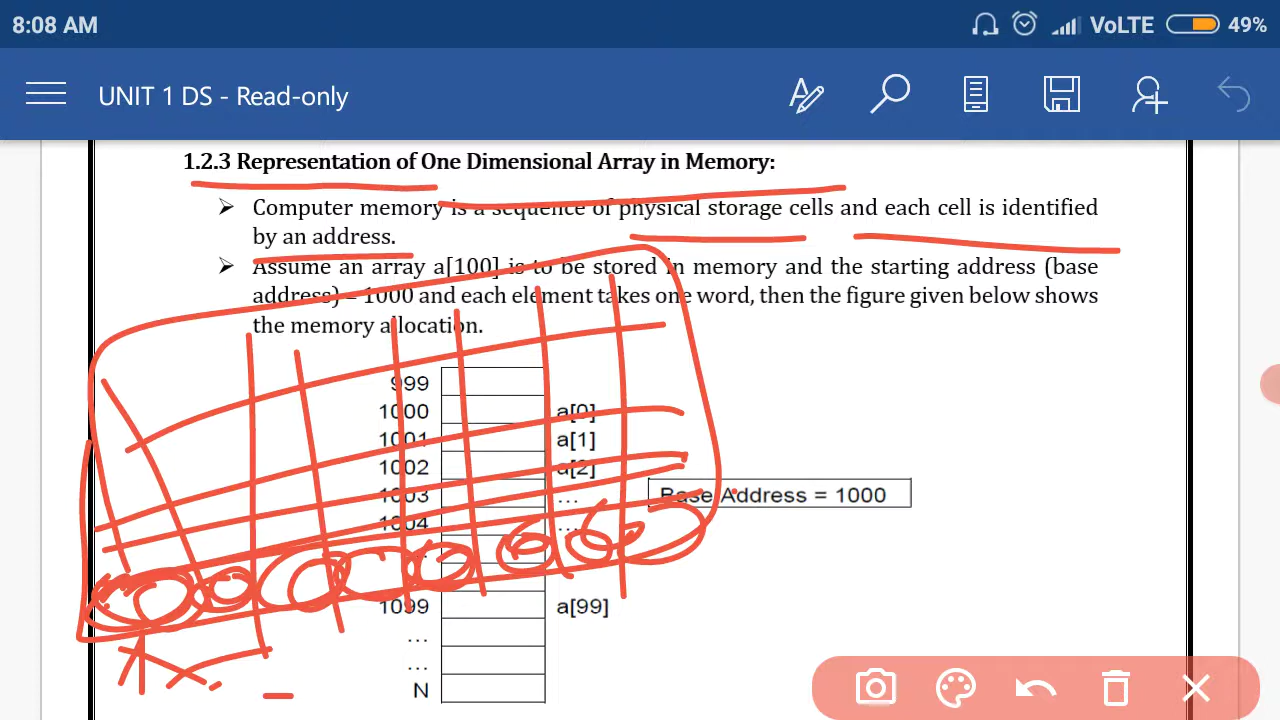 8:08 AM
VoLTE
49%
UNIT 1 DS - Read-only
1.2.3 Representation of One Dimensional Array in Memory:
➢ Computer memory is a sequence of physical storage cells and each cell is identified
by an address.
➢ Assume an array a[100] is to be stored in memory and the starting address (base
address) = 1000 and each element takes one word, then the figure given below shows
the memory allocation.
999
1000 a[0]
1001 a[1]
1002 a[2]
1003 ...
1004 ...
1099 a[99]
...
...
N
Base Address = 1000